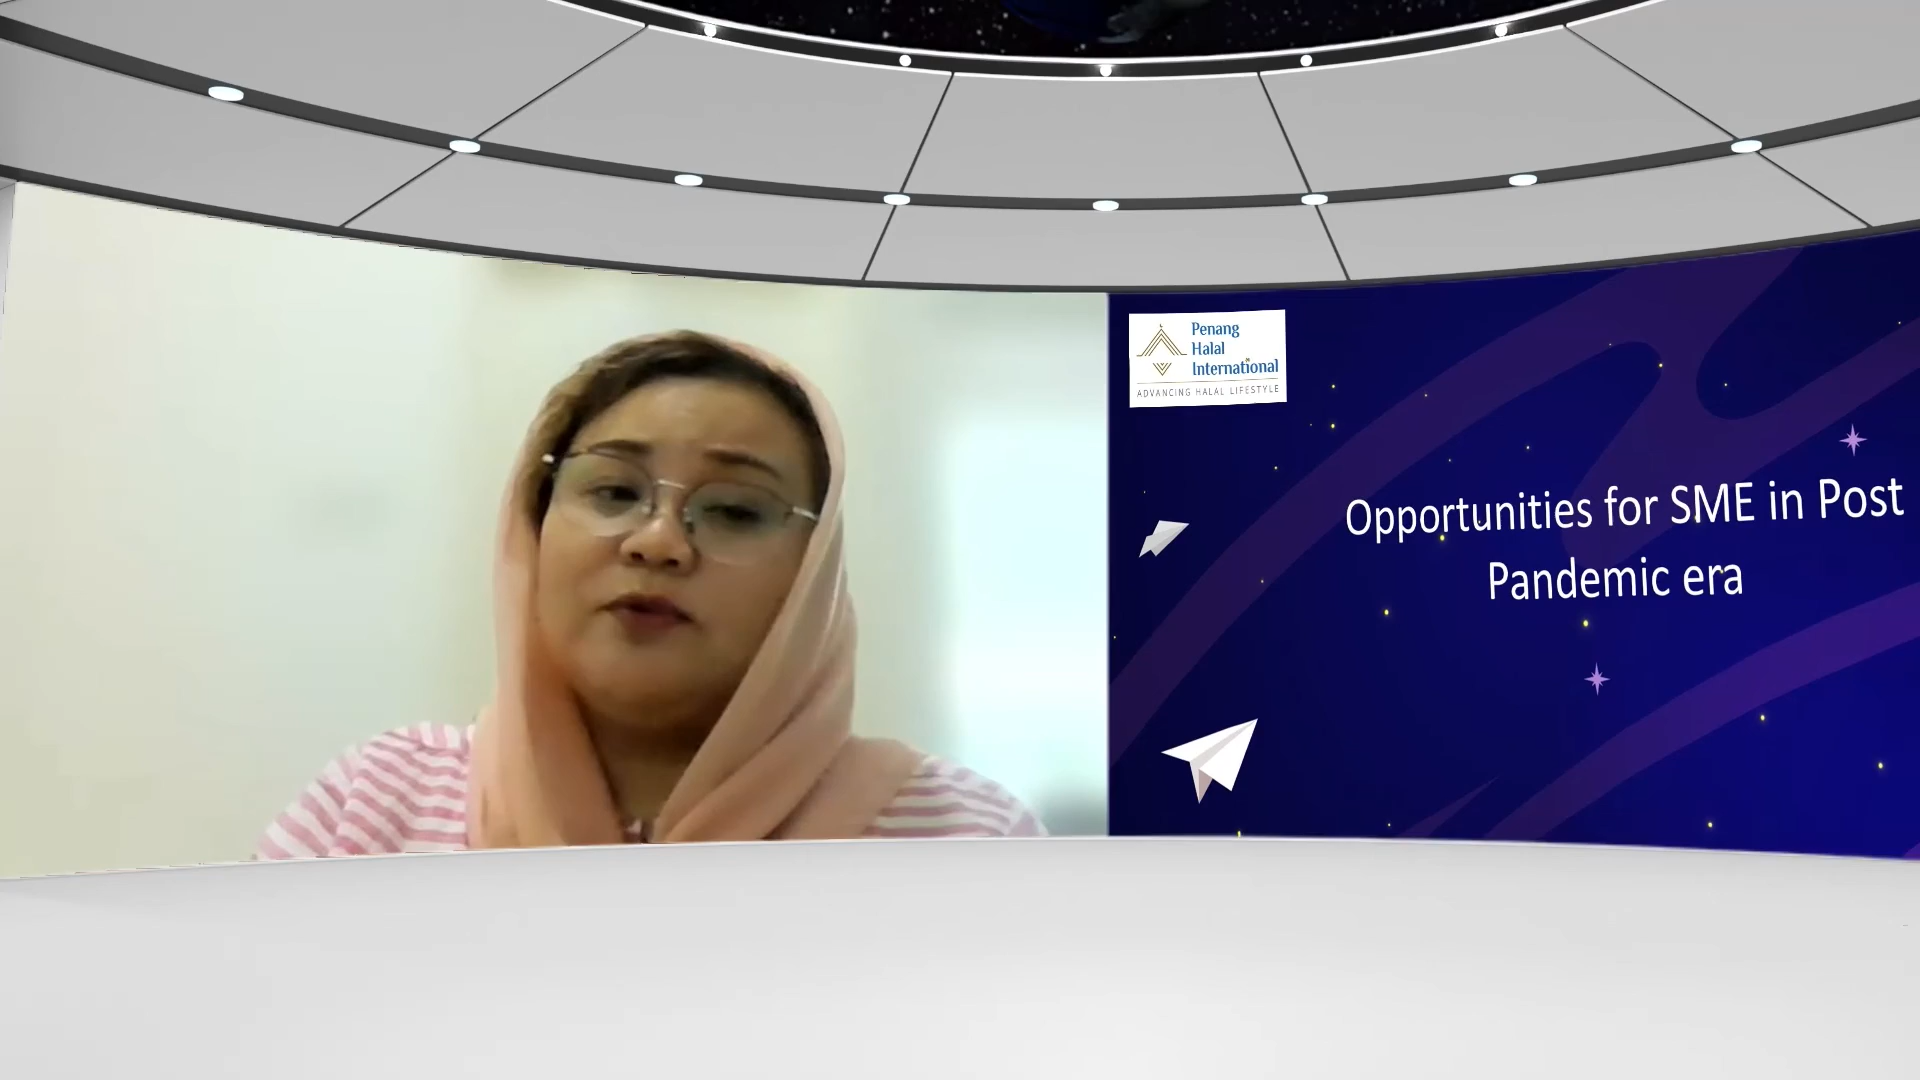 Penang
Halal
International
ADVANCING HALAL LIFESTYLE
Opportunities for SME in Post
Pandemic era